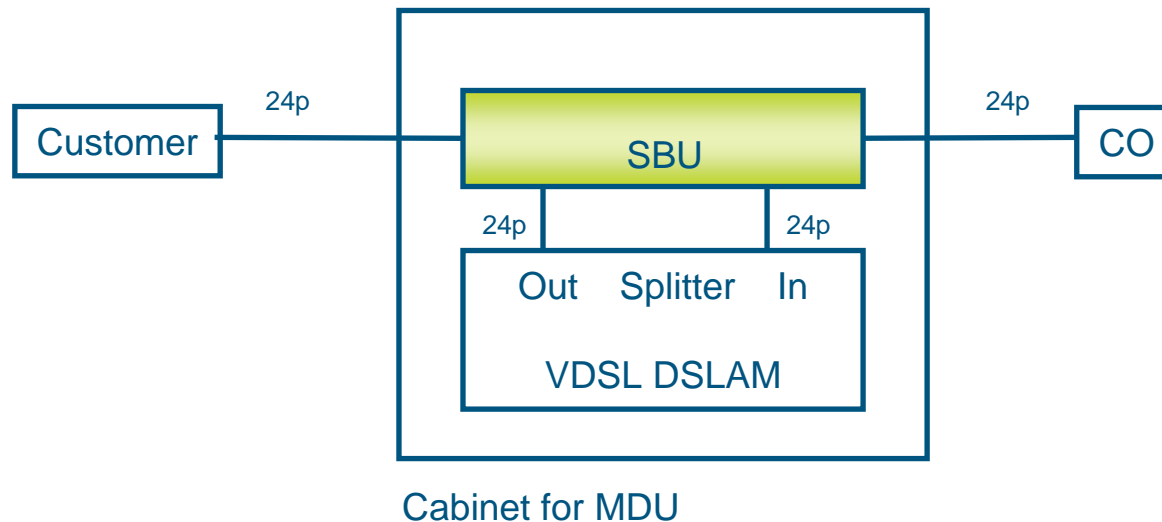 24p
24p
Customer
SBU
CO
24p
24p
Out Splitter In
VDSL DSLAM
Cabinet for MDU